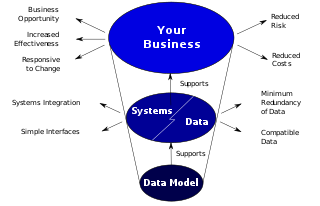 Business
Opportunity
Increased
Effectiveness
Responsive
to Change
Your
Business
Reduced
Risk
Reduced
Costs
Supports
Systems Integration
Simple Interfaces
Systems
Data
Minimum
Redundancy
of Data
Compatible
Data
Supports
Data Model